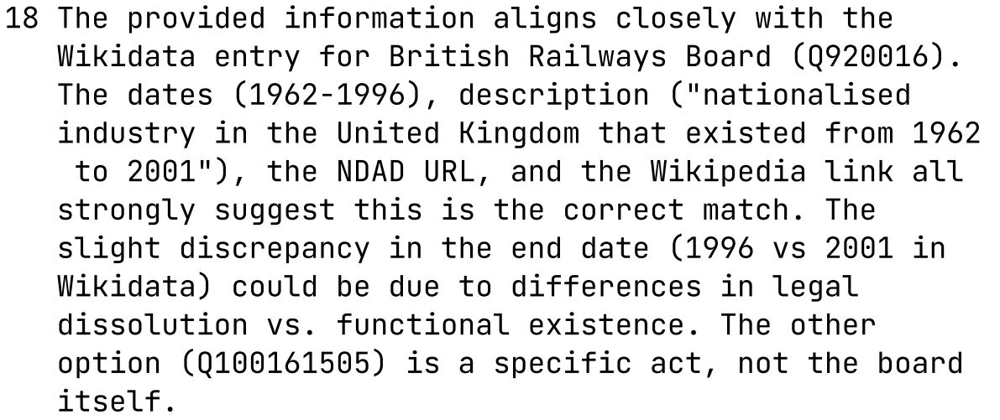 18 The provided information aligns closely with the
Wikidata entry for British Railways Board (Q920016).
The dates (1962-1996), description ("nationalised
industry in the United Kingdom that existed from 1962
to 2001"), the NDAD URL, and the Wikipedia link all
strongly suggest this is the correct match. The
slight discrepancy in the end date (1996 vs 2001 in
Wikidata) could be due to differences in legal
dissolution vs. functional existence. The other
option (Q100161505) is a specific act, not the board
itself.